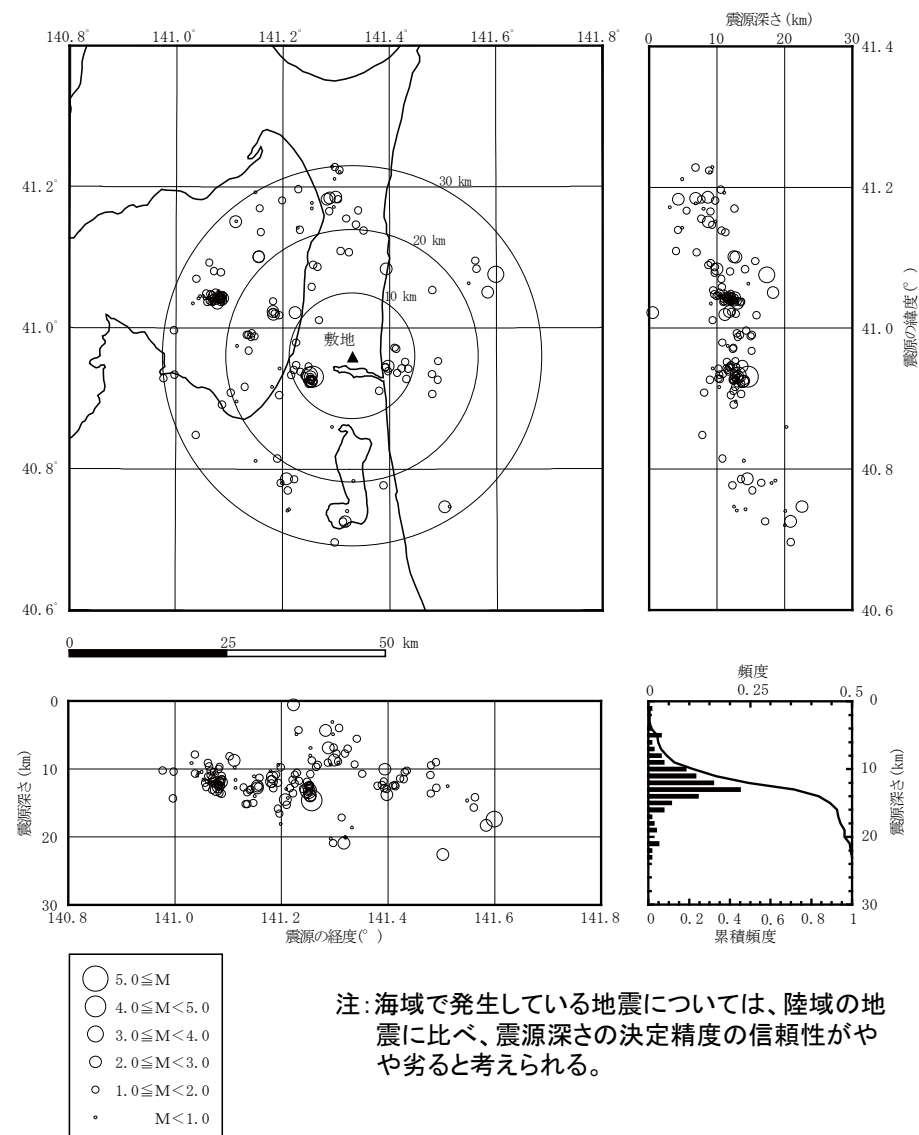 震源深さ(km)
140.8° 141.0° 141.2° 141.4° 141.6° 141.8°
0 10 20 30
41.4
41.2°
30 km
41.2
20 km
10 km
41.0°
敷地
41.0
震源の緯度(°)
40.8°
40.8
40.6°
40.6
0 25 50 km
頻度
0 0.25 0.5
0
10
20
30
震源深さ(km)
140.8 141.0 141.2 141.4 141.6 141.8
震源の経度(°)
0
10
20
30
震源深さ(km)
0 0.2 0.4 0.6 0.8 1
累積頻度
5.0≦M
4.0≦M<5.0
3.0≦M<4.0
2.0≦M<3.0
1.0≦M<2.0
M<1.0
注:海域で発生している地震については、陸域の地
震に比べ、震源深さの決定精度の信頼性がや
や劣ると考えられる。